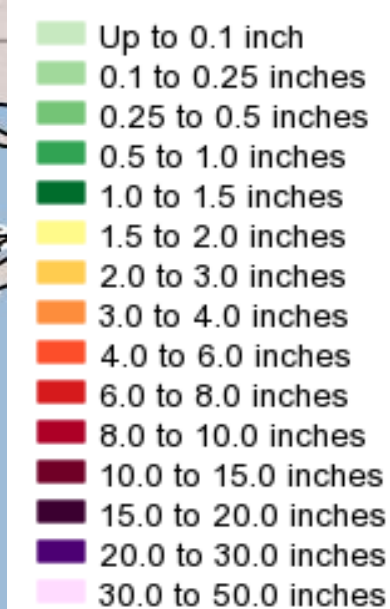 Up to 0.1 inch
0.1 to 0.25 inches
0.25 to 0.5 inches
0.5 to 1.0 inches
1.0 to 1.5 inches
1.5 to 2.0 inches
2.0 to 3.0 inches
3.0 to 4.0 inches
4.0 to 6.0 inches
6.0 to 8.0 inches
8.0 to 10.0 inches
10.0 to 15.0 inches
15.0 to 20.0 inches
20.0 to 30.0 inches
30.0 to 50.0 inches